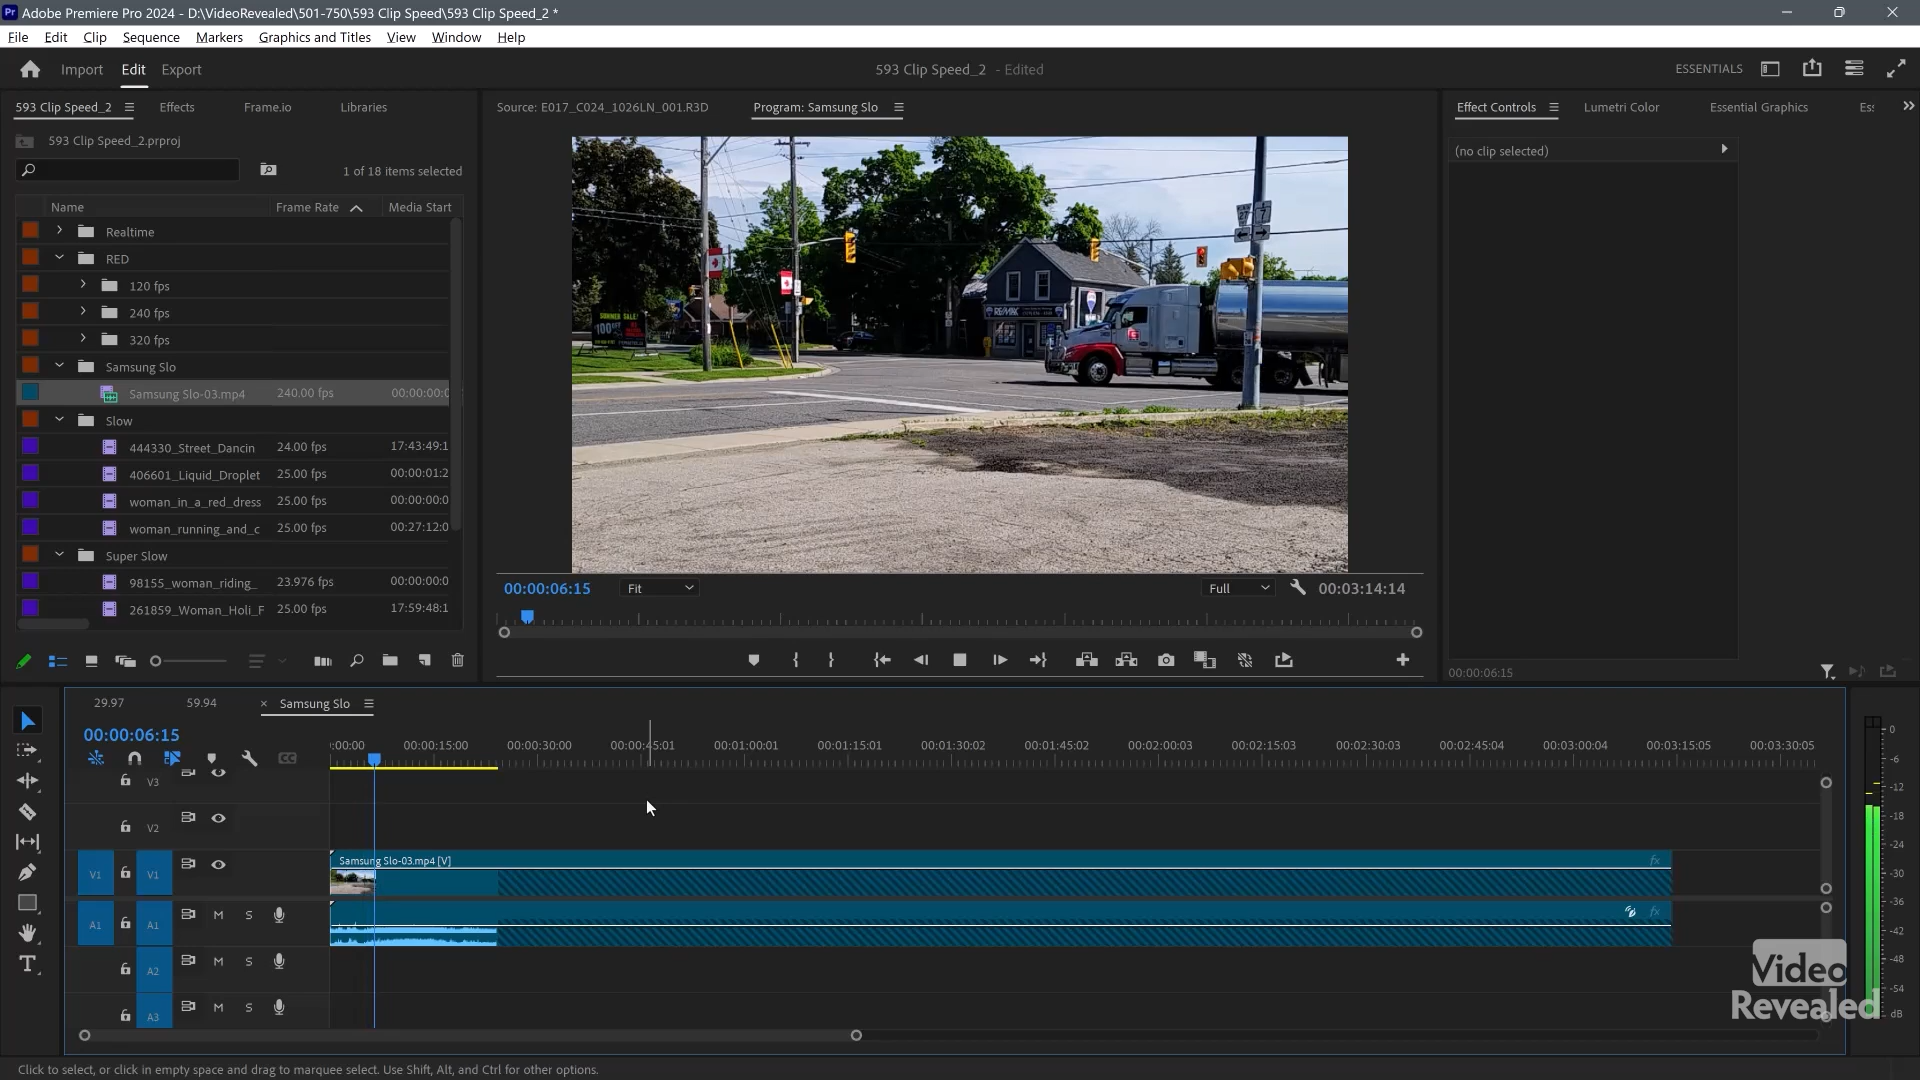 Adobe Premiere Pro 2024 - D:\VideoRevealed\501-750\593 Clip Speed\593 Clip Speed_2 *
File Edit Clip Sequence Markers Graphics and Titles View Window Help
Import Edit Export
593 Clip Speed_2 - Edited
ESSENTIALS
593 Clip Speed_2 Effects Frame.io Libraries
593 Clip Speed_2.prproj
1 of 18 items selected
Name Frame Rate Media Start
Realtime
RED
120 fps
240 fps
320 fps
Samsung Slo
Samsung Slo-03.mp4 240.00 fps 00:00:00:0
Slow
444330_Street_Dancin 24.00 fps 17:43:49:1
406601_Liquid_Droplet 25.00 fps 00:00:01:2
woman_in_a_red_dress 25.00 fps 00:00:00:0
woman_running_and_c 25.00 fps 00:27:12:0
Super Slow
98155_woman_riding_ 23.976 fps 00:00:00:0
261859_Woman_Holi_F 25.00 fps 17:59:48:1
Source: E017_C024_1026LN_001.R3D Program: Samsung Slo
SUMMER SALE!
RE/MAX
27 7
00:00:06:15 Fit Full 00:03:14:14
Effect Controls Lumetri Color Essential Graphics Es
(no clip selected)
00:00:06:15
29.97 59.94 × Samsung Slo
00:00:06:15
:00:00 00:00:15:00 00:00:30:00 00:00:45:01 00:01:00:01 00:01:15:01 00:01:30:02 00:01:45:02 00:02:00:03 00:02:15:03 00:02:30:03 00:02:45:04 00:03:00:04 00:03:15:05 00:03:30:05
V3
V2
V1 V1 Samsung Slo-03.mp4 [V] fx
A1 A1 M S fx
A2 M S
A3 M S
0
-6
-12
-18
-24
-30
-36
-42
-48
-54
dB
Video
Revealed
Click to select, or click in empty space and drag to marquee select. Use Shift, Alt, and Ctrl for other options.